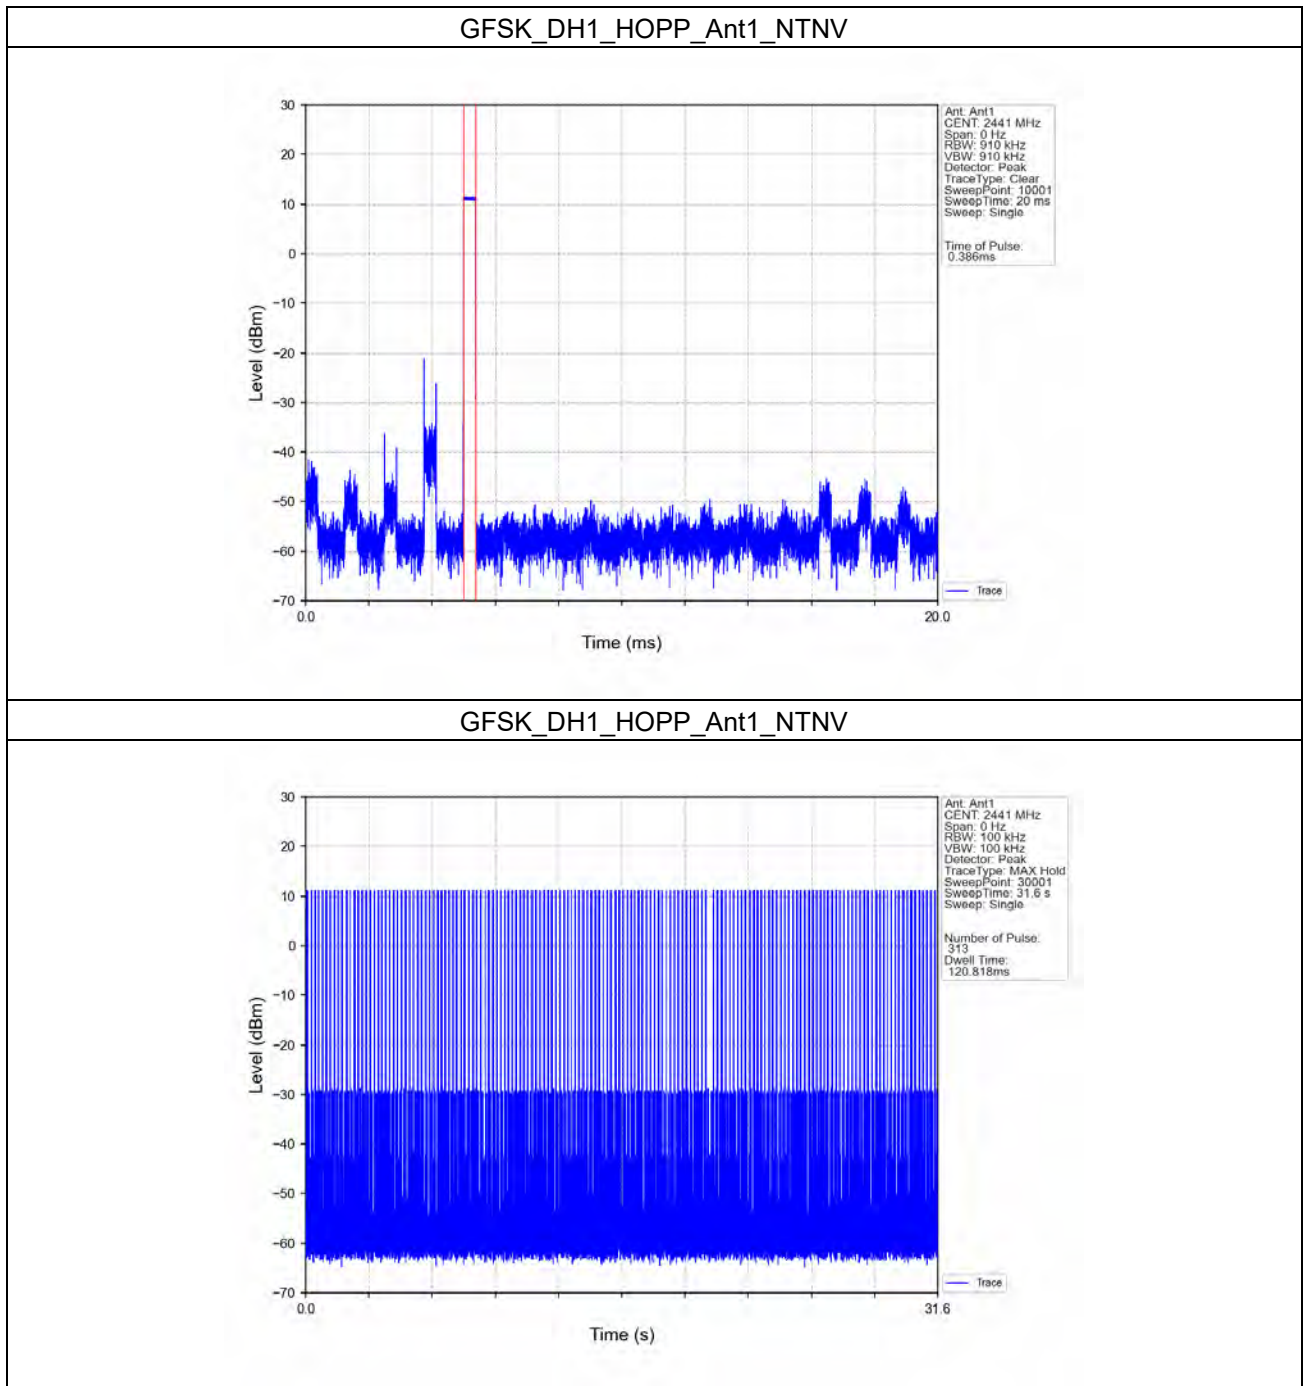 GFSK_DH1_HOPP_Ant1_NTNV
30
20
10
0
−10
−20
−30
−40
−50
−60
−70
Level (dBm)
0.0
20.0
Time (ms)
Ant: Ant1
CENT: 2441 MHz
Span: 0 Hz
RBW: 910 kHz
VBW: 910 kHz
Detector: Peak
TraceType: Clear
SweepPoint: 10001
SweepTime: 20 ms
Sweep: Single
Time of Pulse:
0.386ms
Trace
GFSK_DH1_HOPP_Ant1_NTNV
30
20
10
0
−10
−20
−30
−40
−50
−60
−70
Level (dBm)
0.0
31.6
Time (s)
Ant: Ant1
CENT: 2441 MHz
Span: 0 Hz
RBW: 100 kHz
VBW: 100 kHz
Detector: Peak
TraceType: MAX Hold
SweepPoint: 30001
SweepTime: 31.6 s
Sweep: Single
Number of Pulse:
313
Dwell Time:
120.818ms
Trace